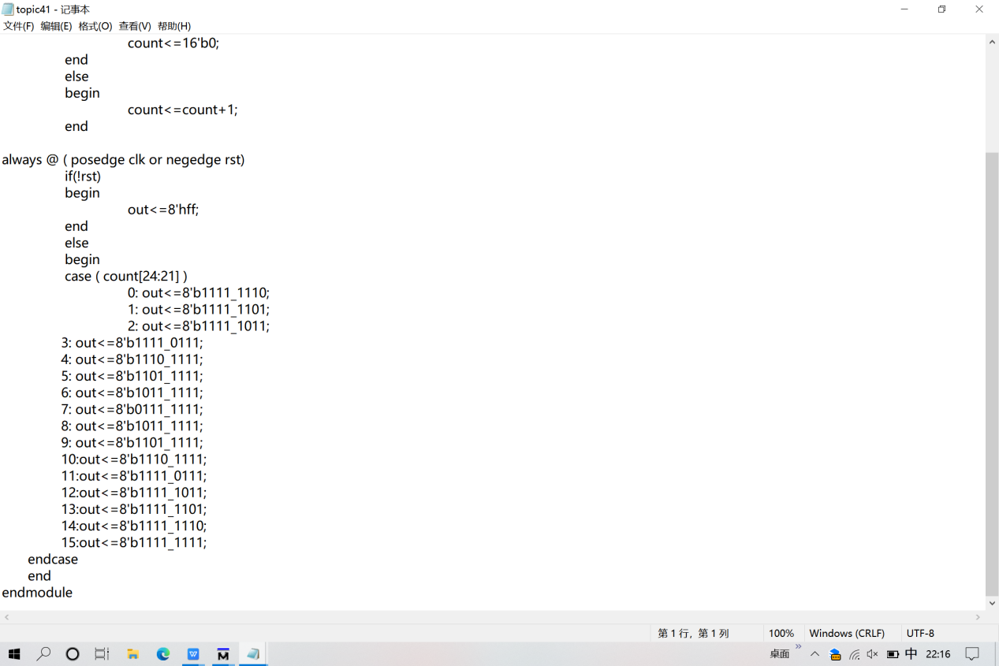 topic41 - 记事本
文件(F) 编辑(E) 格式(O) 查看(V) 帮助(H)
count<=16'b0;
end
else
begin
count<=count+1;
end
always @ ( posedge clk or negedge rst)
if(!rst)
begin
out<=8'hff;
end
else
begin
case ( count[24:21] )
0: out<=8'b1111_1110;
1: out<=8'b1111_1101;
2: out<=8'b1111_1011;
3: out<=8'b1111_0111;
4: out<=8'b1110_1111;
5: out<=8'b1101_1111;
6: out<=8'b1011_1111;
7: out<=8'b0111_1111;
8: out<=8'b1011_1111;
9: out<=8'b1101_1111;
10:out<=8'b1110_1111;
11:out<=8'b1111_0111;
12:out<=8'b1111_1011;
13:out<=8'b1111_1101;
14:out<=8'b1111_1110;
15:out<=8'b1111_1111;
endcase
end
endmodule
第 1 行，第 1 列 100% Windows (CRLF) UTF-8
桌面 中 22:16